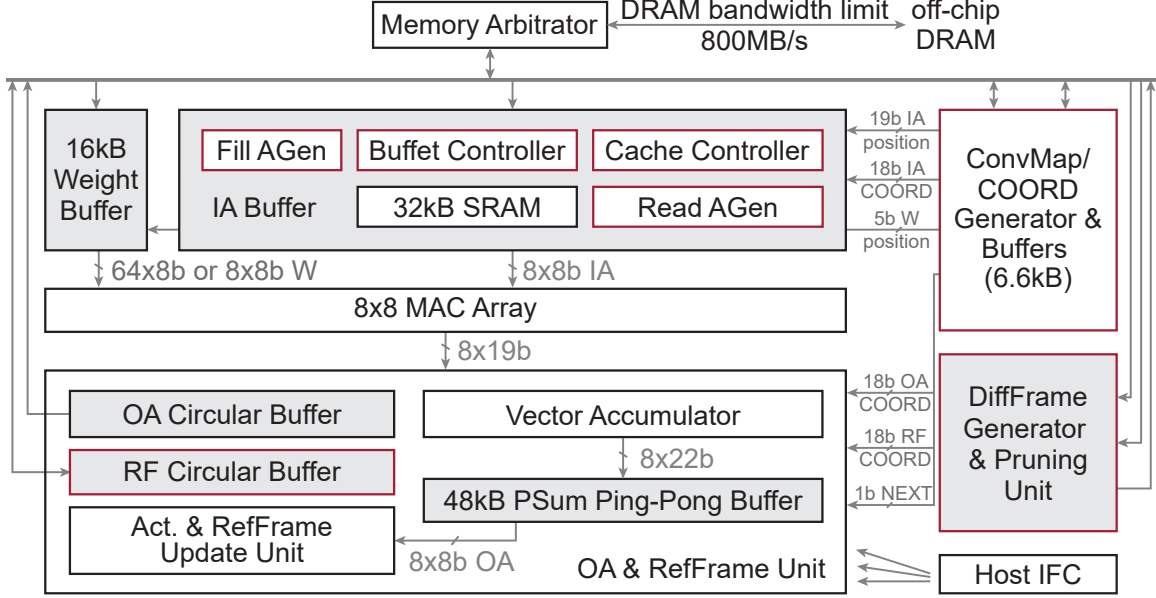 Memory Arbitrator
DRAM bandwidth limit
800MB/s
off-chip
DRAM
16kB
Weight
Buffer
Fill AGen
Buffet Controller
Cache Controller
IA Buffer
32kB SRAM
Read AGen
19b IA
position
18b IA
COORD
5b W
position
ConvMap/
COORD
Generator &
Buffers
(6.6kB)
64x8b or 8x8b W
8x8b IA
8x8 MAC Array
8x19b
OA Circular Buffer
Vector Accumulator
18b OA
COORD
DiffFrame
Generator
& Pruning
Unit
RF Circular Buffer
8x22b
18b RF
COORD
48kB PSum Ping-Pong Buffer
1b NEXT
Act. & RefFrame
Update Unit
8x8b OA
OA & RefFrame Unit
Host IFC